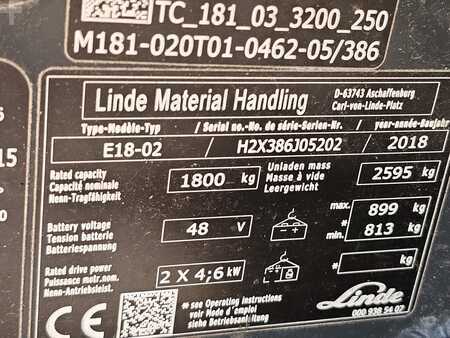 TC_181_03_3200_250
M181-020T01-0462-05/386
Linde Material Handling D-63743 Aschaffenburg
Carl-von-Linde-Platz
Type-Modèle-Typ / Serial no.-No. de série-Serien-Nr. / year-année-Baujahr
E18-02 / H2X386J05202 / 2018
Rated capacity
Capacité nominale
Nenn-Tragfähigkeit
1800 kg
Unladen mass
Masse à vide
Leergewicht
2595 kg
Battery voltage
Tension batterie
Batteriespannung
48 V
- +
max. 899 kg
*
min. 813 kg
Rated drive power
Puissance motr.nom.
Nenn-Antriebsleist.
2 X 4,6 kW
* kg
CE
* see Operating instructions
voir Mode d'emploi
siehe Betriebsanleitung
Linde
000 938 54 07
15